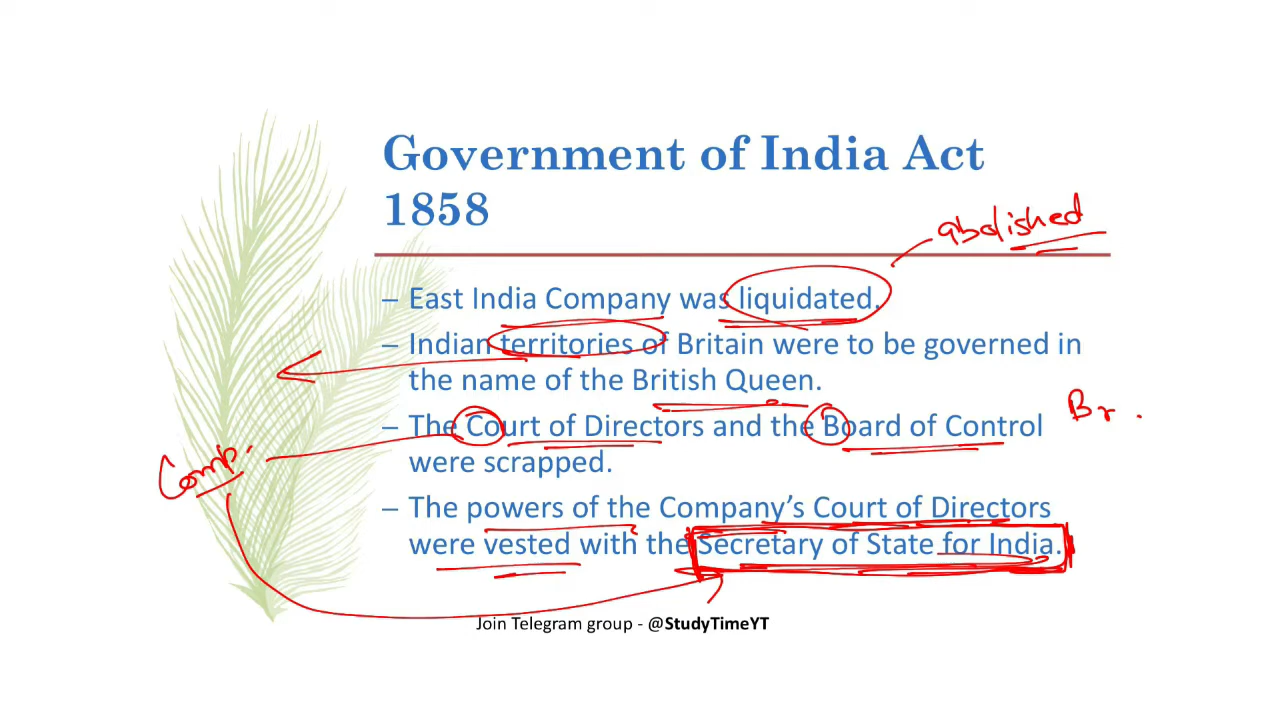 Government of India Act
1858
abolished
– East India Company was liquidated.
– Indian territories of Britain were to be governed in
the name of the British Queen.
Br.
– The Court of Directors and the Board of Control
were scrapped.
Comp.
– The powers of the Company's Court of Directors
were vested with the Secretary of State for India.
Join Telegram group - @StudyTimeYT